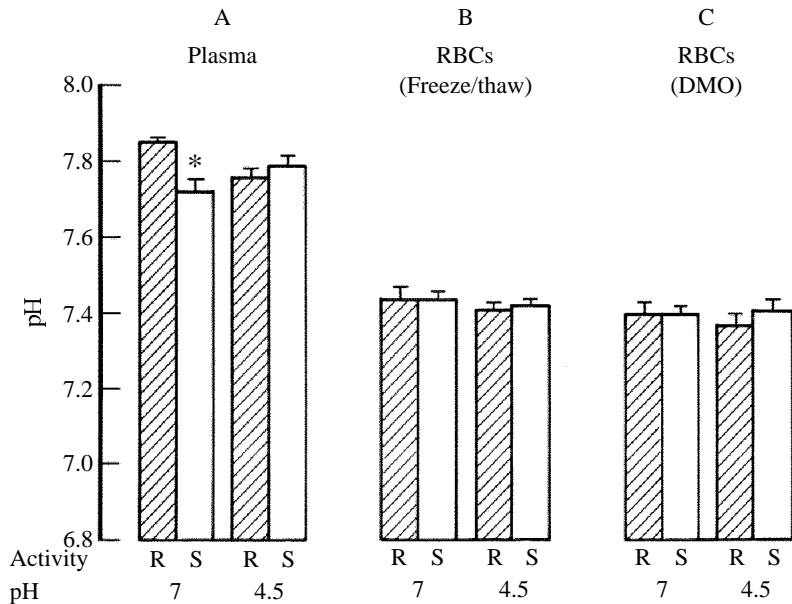 A
B
C
Plasma
RBCs
(Freeze/thaw)
RBCs
(DMO)
pH
8.0
7.8
7.6
7.4
7.2
7.0
6.8
*
Activity R S R S R S R S R S R S
pH 7 4.5 7 4.5 7 4.5